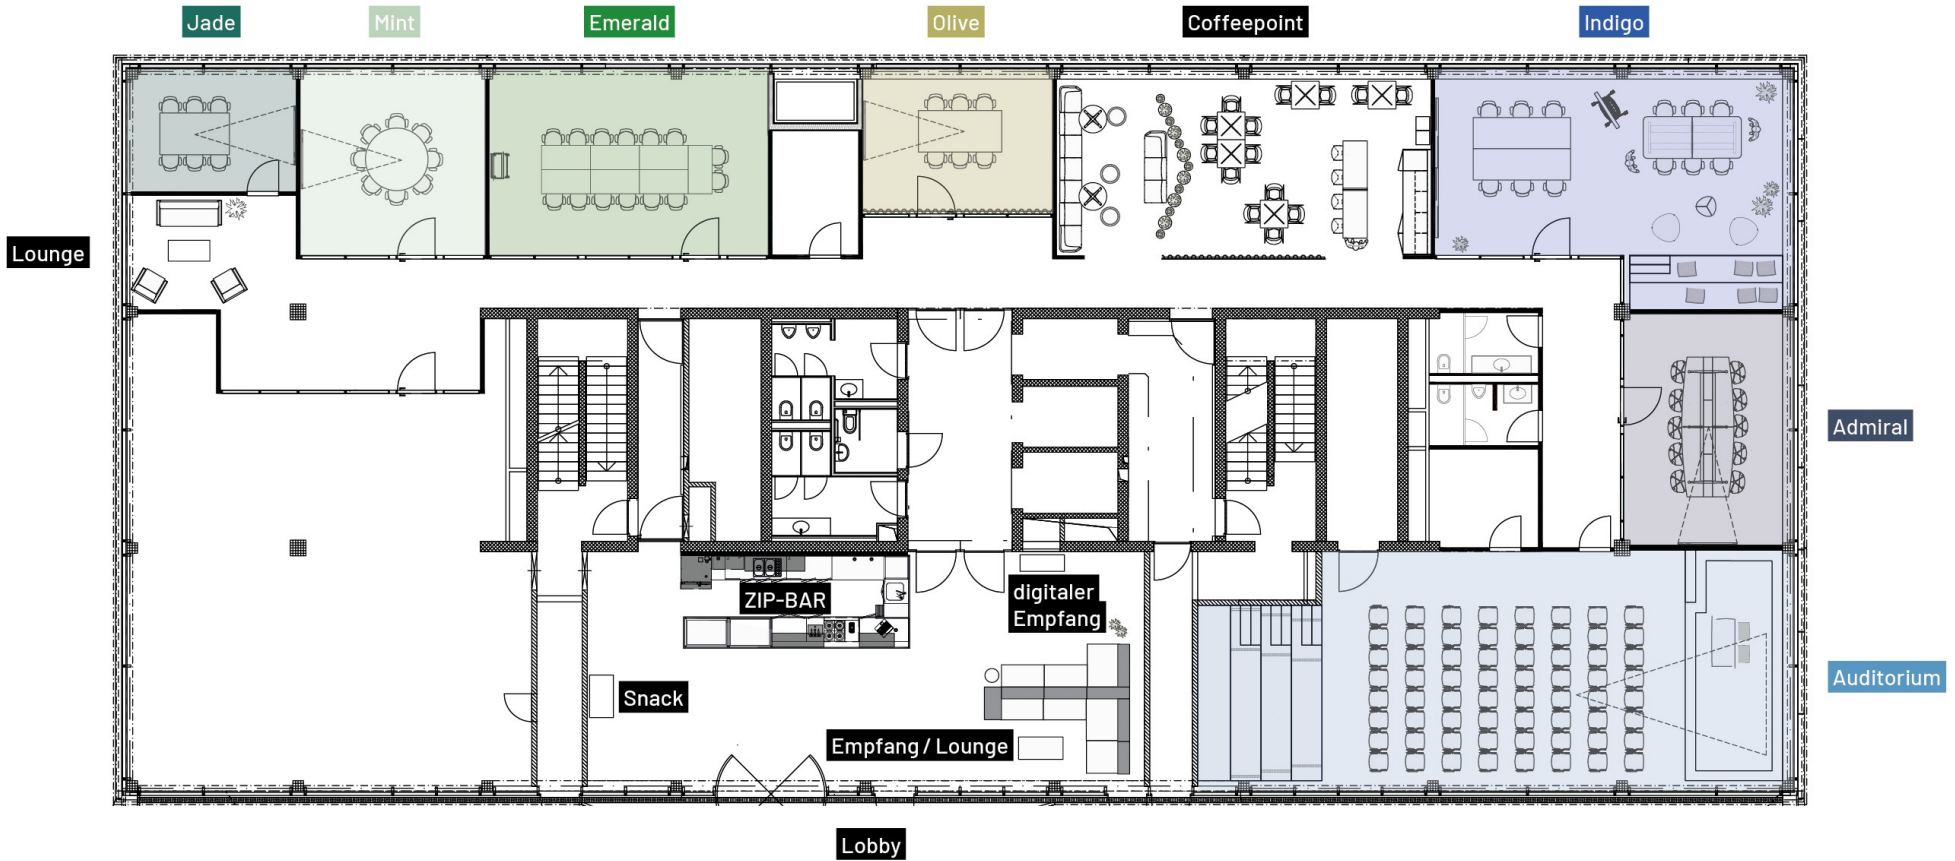 Jade
Mint
Emerald
Olive
Coffeepoint
Indigo
Lounge
Admiral
ZIP-BAR
digitaler
Empfang
Auditorium
Snack
Empfang / Lounge
Lobby